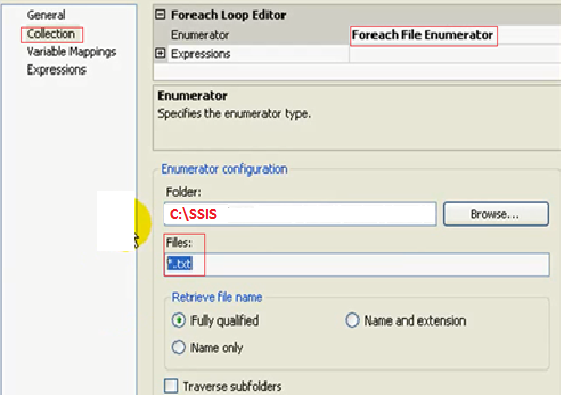 General
Collection
Variable Mappings
Expressions
Foreach Loop Editor
Enumerator Foreach File Enumerator
Expressions
Enumerator
Specifies the enumerator type.
Enumerator configuration
Folder:
C:\SSIS
Browse...
Files:
*.txt
Retrieve file name
Fully qualified
Name and extension
Name only
Traverse subfolders